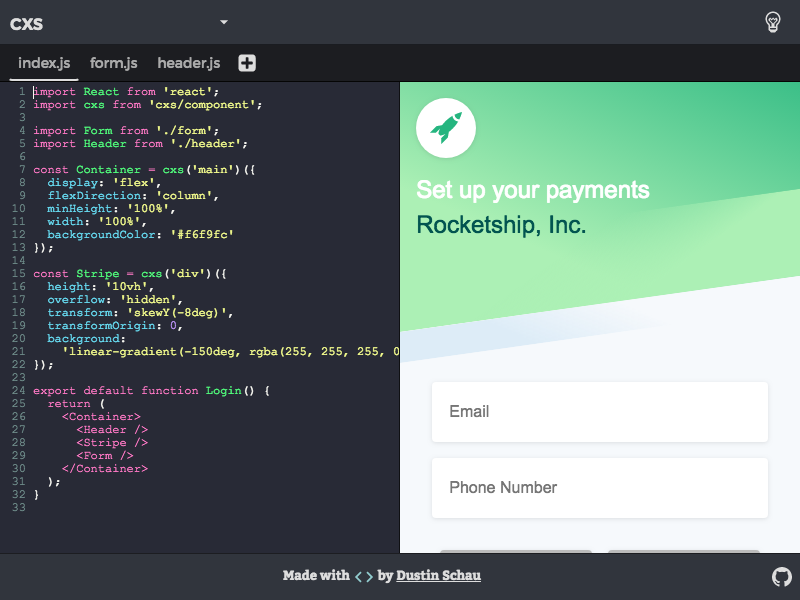 cxs
index.js form.js header.js
1 import React from 'react';
2 import cxs from 'cxs/component';
3
4 import Form from './form';
5 import Header from './header';
6
7 const Container = cxs('main')({
8 display: 'flex',
9 flexDirection: 'column',
10 minHeight: '100%',
11 width: '100%',
12 backgroundColor: '#f6f9fc'
13 });
14
15 const Stripe = cxs('div')({
16 height: '10vh',
17 overflow: 'hidden',
18 transform: 'skewY(-8deg)',
19 transformOrigin: 0,
20 background:
21 'linear-gradient(-150deg, rgba(255, 255, 255, 0
22 });
23
24 export default function Login() {
25 return (
26 <Container>
27 <Header />
28 <Stripe />
29 <Form />
30 </Container>
31 );
32 }
33
Set up your payments
Rocketship, Inc.
Email
Phone Number
Made with <> by Dustin Schau